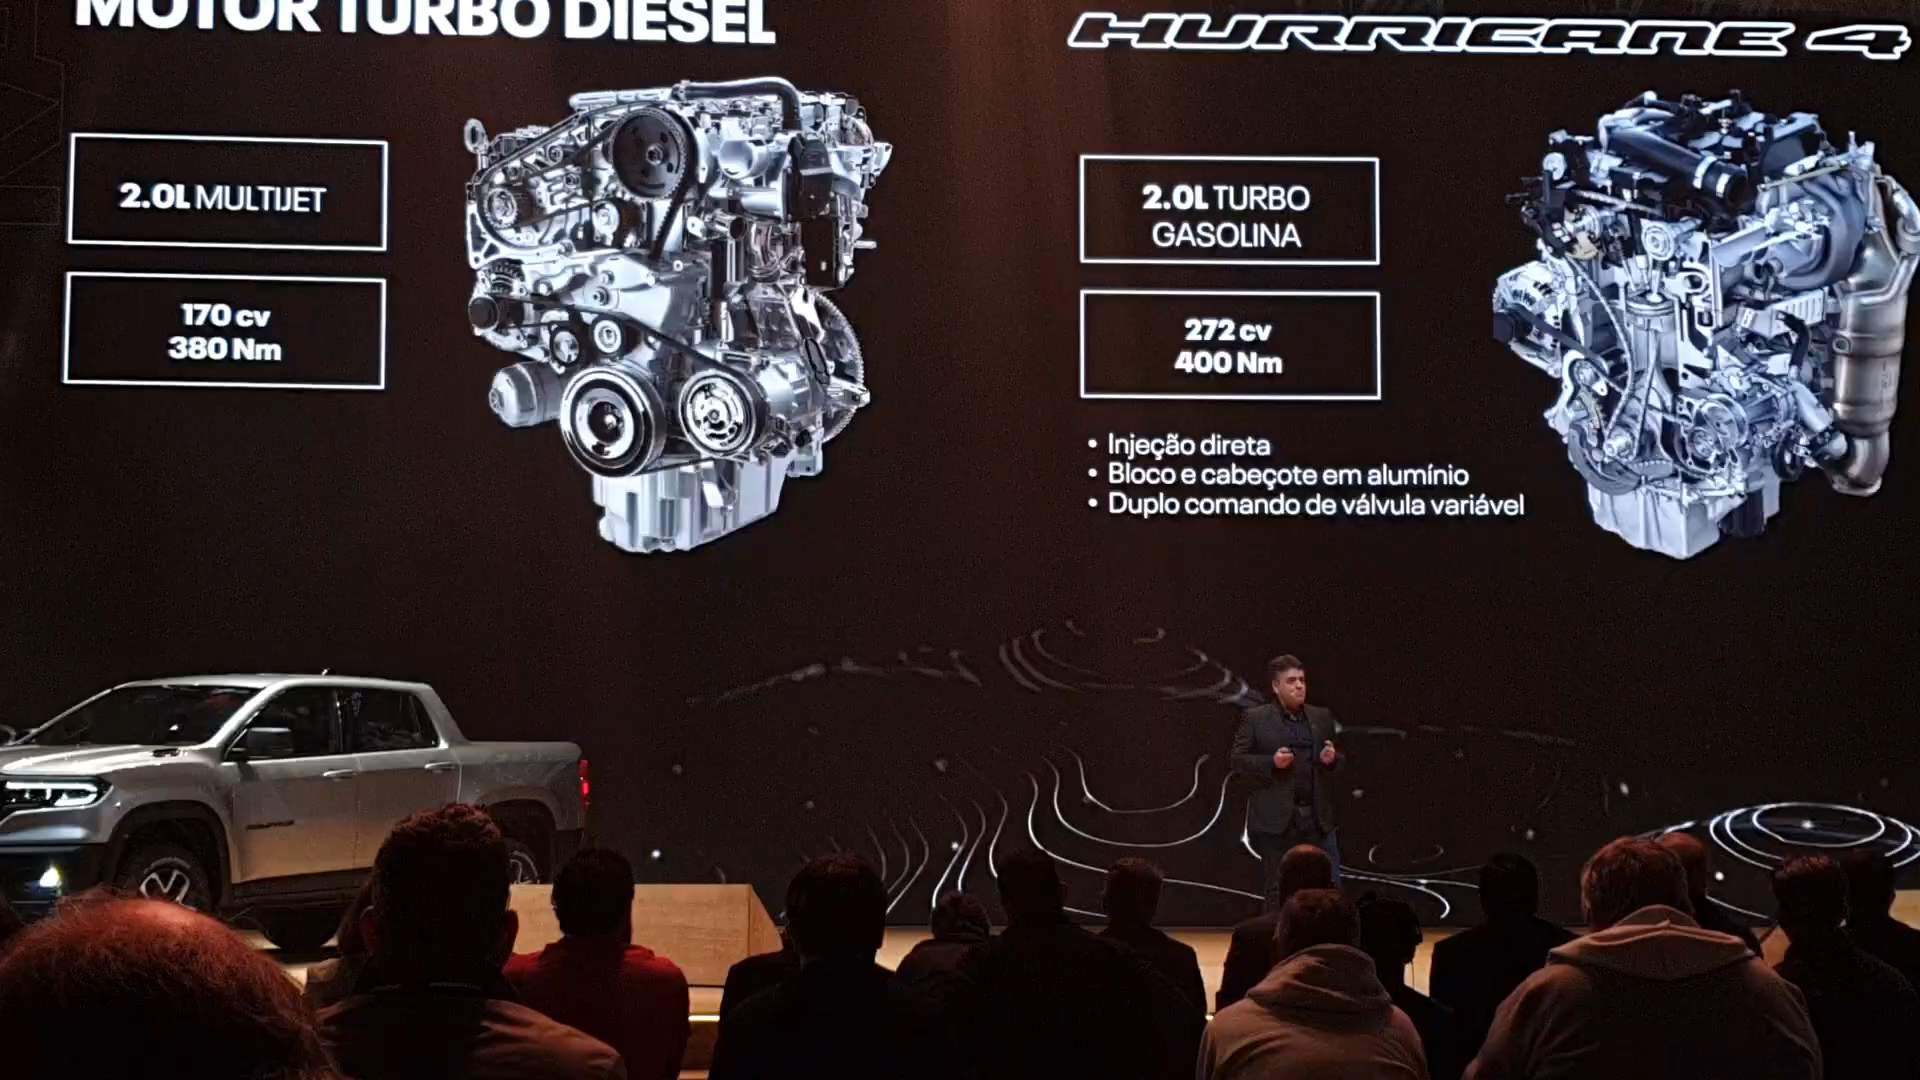 MOTOR TURBO DIESEL
2.0L MULTIJET
170 cv
380 Nm
HURRICANE 4
2.0L TURBO
GASOLINA
272 cv
400 Nm
• Injeção direta
• Bloco e cabeçote em alumínio
• Duplo comando de válvula variável